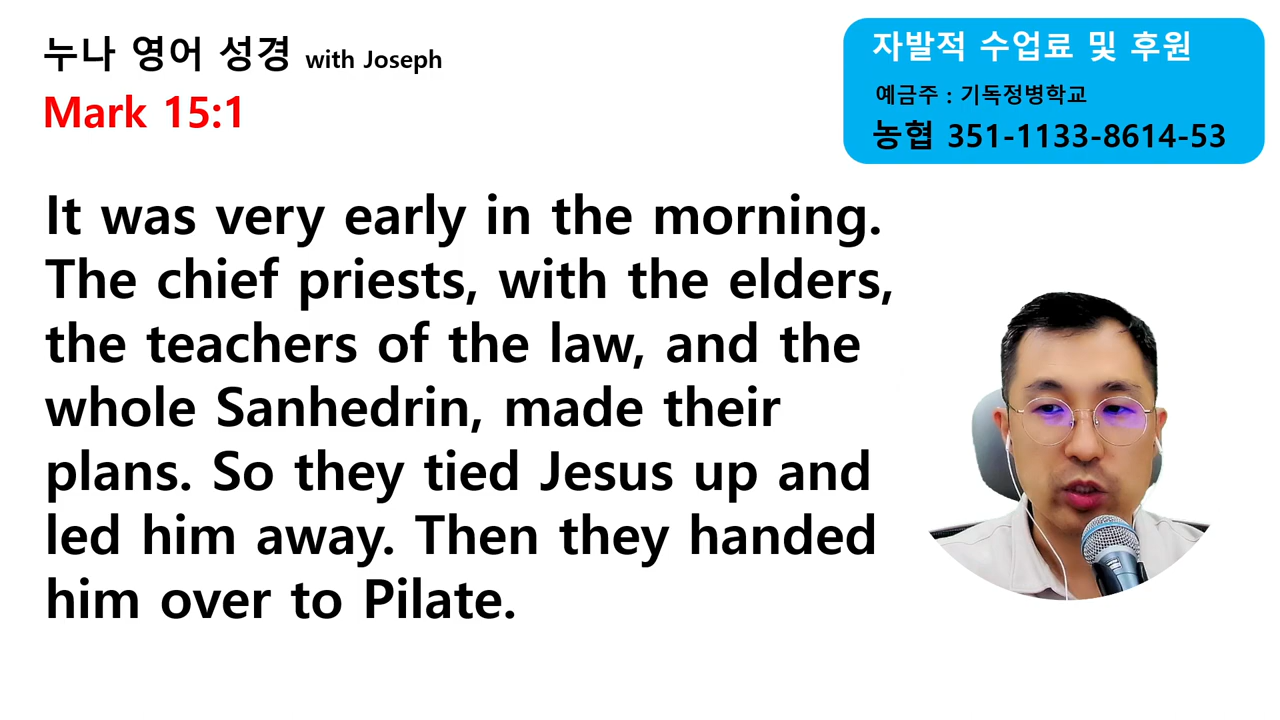 누나 영어 성경 with Joseph
Mark 15:1
자발적 수업료 및 후원
예금주 : 기독정병학교
농협 351-1133-8614-53
It was very early in the morning.
The chief priests, with the elders,
the teachers of the law, and the
whole Sanhedrin, made their
plans. So they tied Jesus up and
led him away. Then they handed
him over to Pilate.